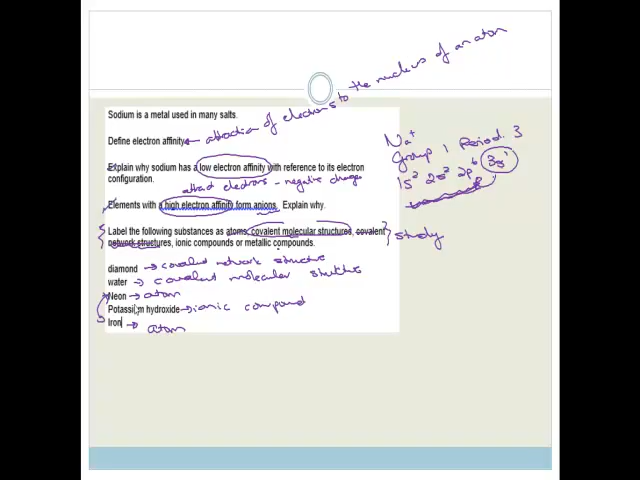 attraction of electrons to the nucleus of an atom
Sodium is a metal used in many salts.
Define electron affinity
Na+
Group 1 Period 3
1s² 2s² 2p⁶ 3s¹
Explain why sodium has a low electron affinity with reference to its electron
configuration.
attract electrons - negative charge
Elements with a high electron affinity form anions. Explain why.
Label the following substances as atoms, covalent molecular structures, covalent
network structures, ionic compounds or metallic compounds.
study
diamond → covalent network structure
water → covalent molecular structure
Neon → atom
Potassium hydroxide → ionic compound
Iron → atom